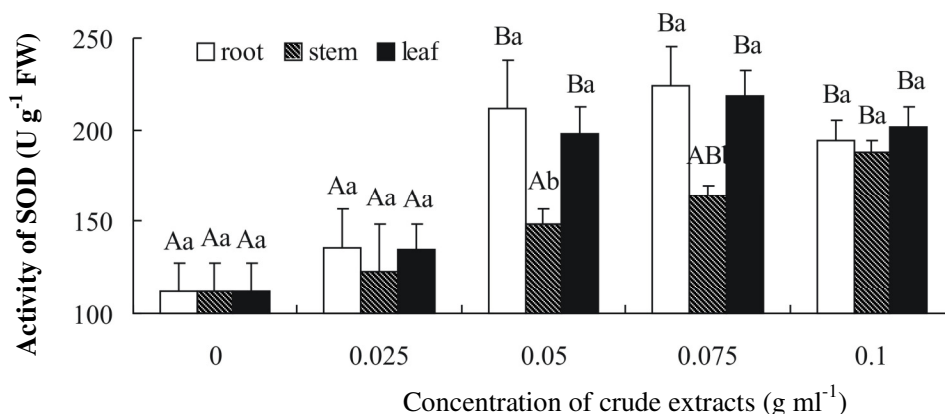 Activity of SOD (U g⁻¹ FW)
250
200
150
100
root stem leaf
Aa Aa Aa
Aa Aa Aa
Ba Ab Ba
Ba ABb Ba
Ba Ba Ba
0 0.025 0.05 0.075 0.1
Concentration of crude extracts (g ml⁻¹)